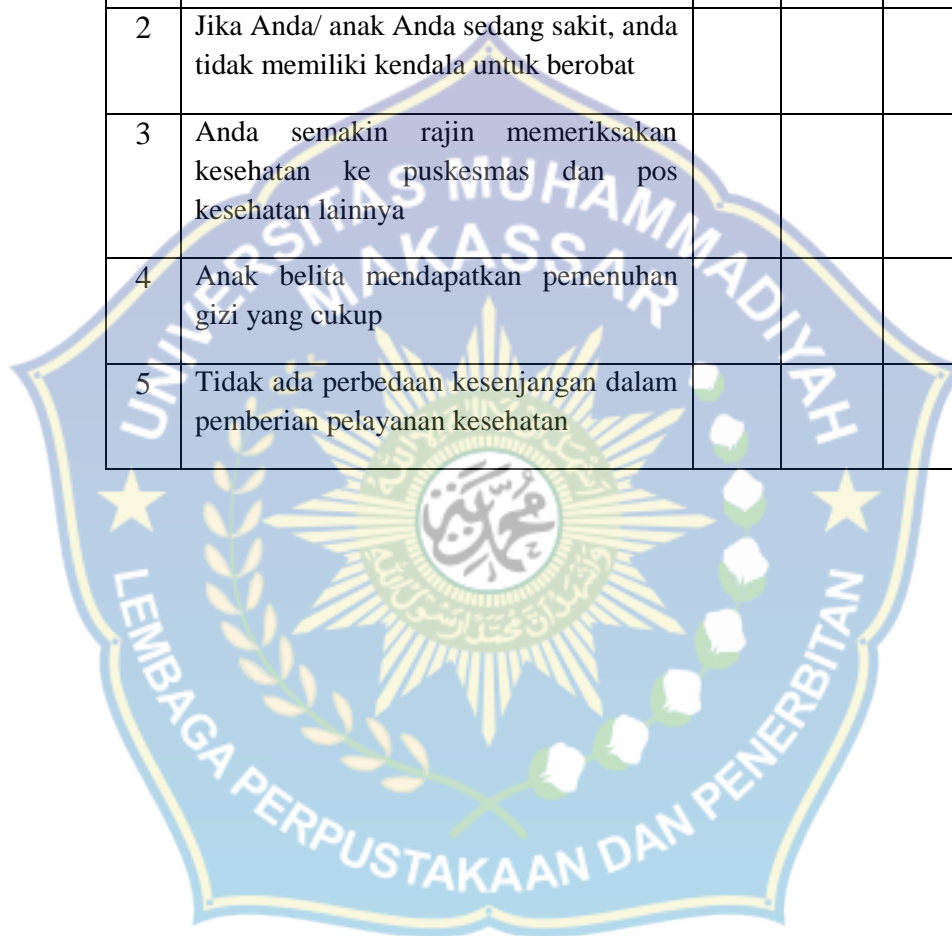 2 Jika Anda/ anak Anda sedang sakit, anda
tidak memiliki kendala untuk berobat
3 Anda semakin rajin memeriksakan
kesehatan ke puskesmas dan pos
kesehatan lainnya
4 Anak belita mendapatkan pemenuhan
gizi yang cukup
5 Tidak ada perbedaan kesenjangan dalam
pemberian pelayanan kesehatan
UNIVERSITAS MUHAMMADIYAH
MAKASSAR
LEMBAGA PERPUSTAKAAN DAN PENERBITAN